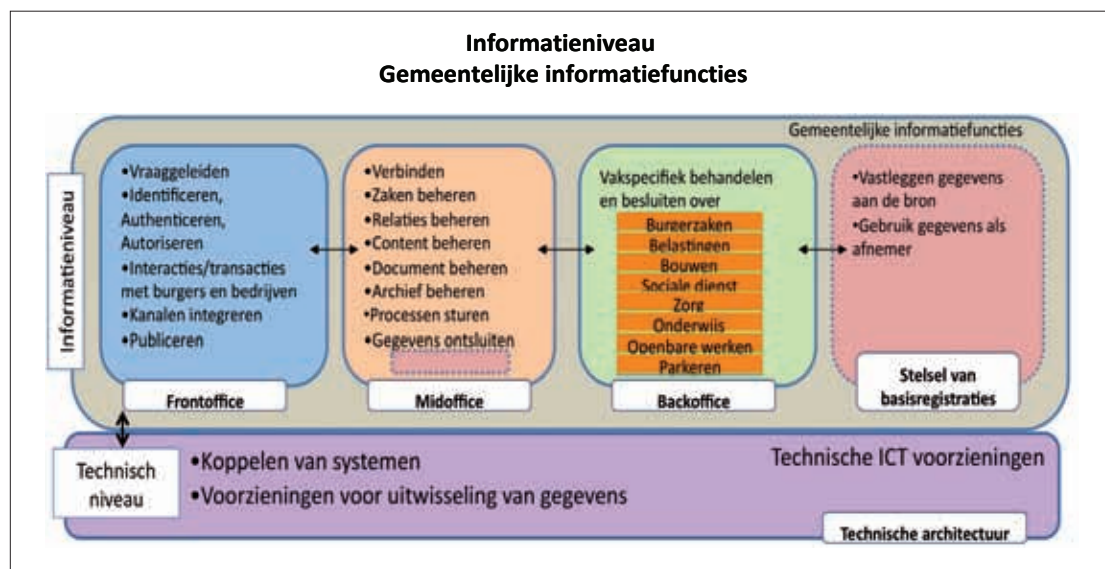 Informatieniveau
Gemeentelijke informatiefuncties
Gemeentelijke informatiefuncties
Informatieniveau
•Vraaggeleiden
•Identificeren,
Authenticeren,
Autoriseren
•Interacties/transacties
met burgers en bedrijven
•Kanalen integreren
•Publiceren
Frontoffice
•Verbinden
•Zaken beheren
•Relaties beheren
•Content beheren
•Document beheren
•Archief beheren
•Processen sturen
•Gegevens ontsluiten
Midoffice
Vakspecifiek behandelen
en besluiten over
Burgerzaken
Belastingen
Bouwen
Sociale dienst
Zorg
Onderwijs
Openbare werken
Parkeren
Backoffice
• Vastleggen gegevens
aan de bron
• Gebruik gegevens als
afnemer
Stelsel van
basisregistraties
Technisch
niveau
•Koppelen van systemen
•Voorzieningen voor uitwisseling van gegevens
Technische ICT voorzieningen
Technische architectuur